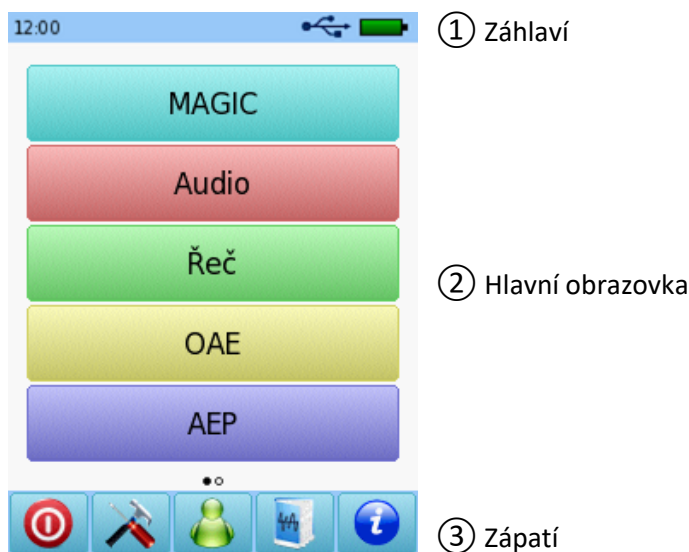 12:00
① Záhlaví
MAGIC
Audio
Řeč
② Hlavní obrazovka
OAE
AEP
③ Zápatí